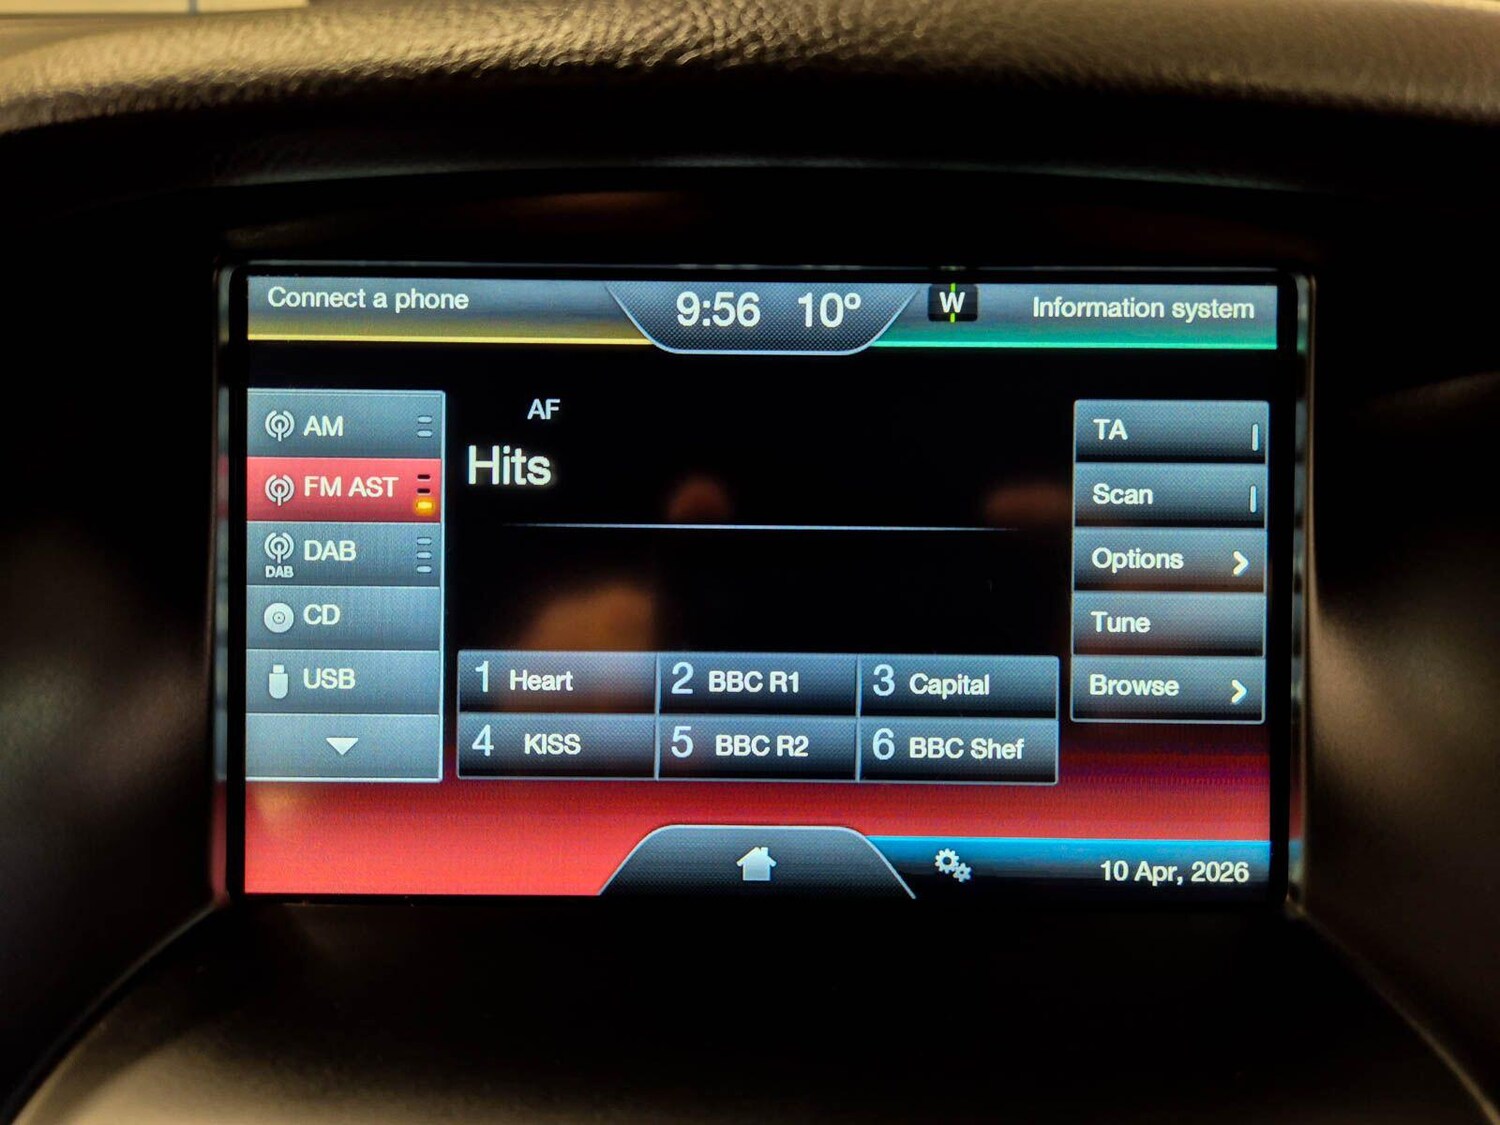 Connect a phone
9:56 10º
W
Information system
AM
FM AST
DAB
DAB
CD
USB
AF
Hits
1 Heart
2 BBC R1
3 Capital
4 KISS
5 BBC R2
6 BBC Shef
TA
Scan
Options
Tune
Browse
10 Apr, 2026